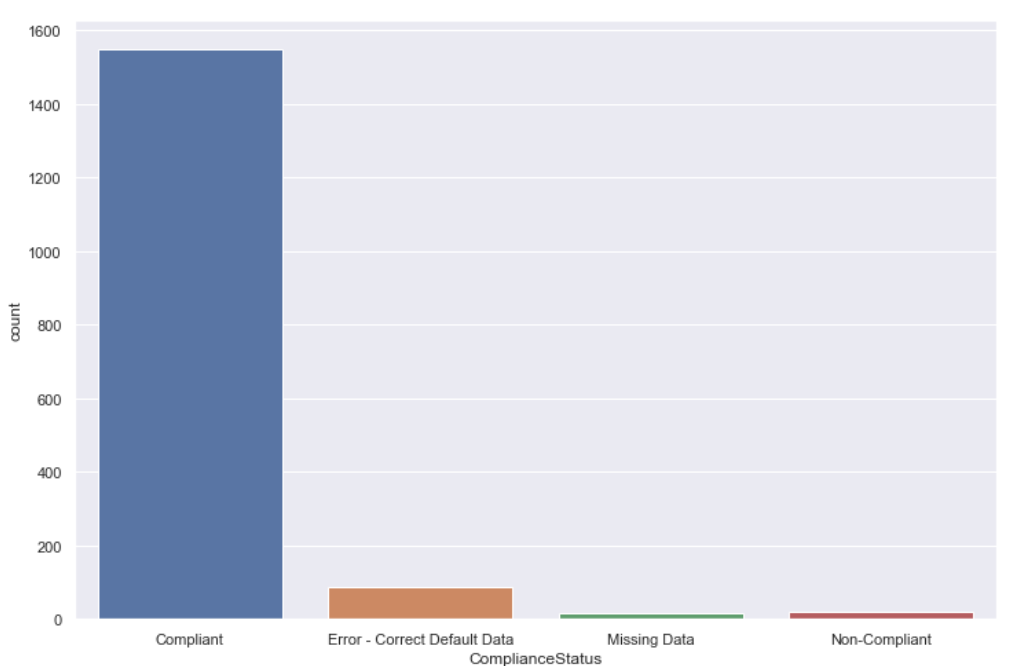 1600
1400
1200
1000
800
600
400
200
0
count
Compliant
Error - Correct Default Data
Missing Data
Non-Compliant
ComplianceStatus